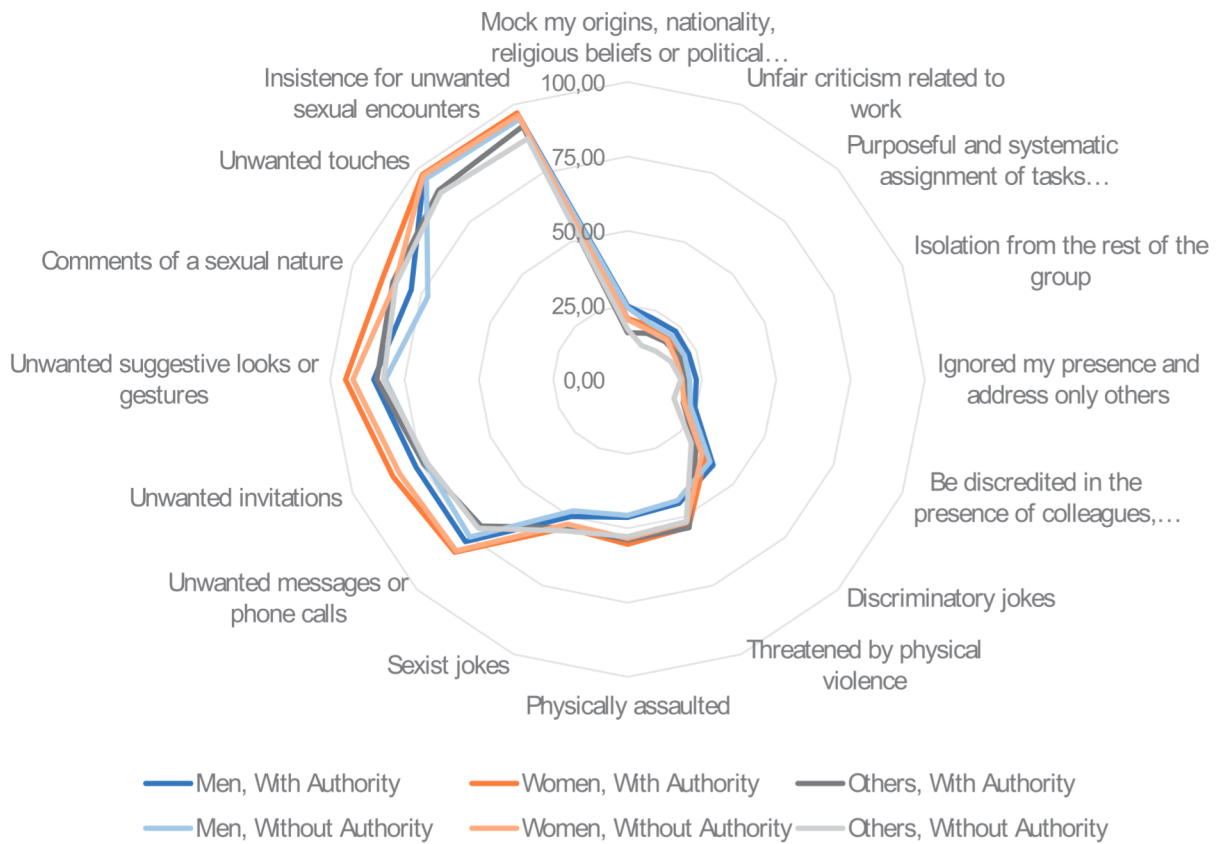 Mock my origins, nationality,
religious beliefs or political…
Insistence for unwanted
sexual encounters
Unfair criticism related to
work
Unwanted touches
Purposeful and systematic
assignment of tasks…
Comments of a sexual nature
Isolation from the rest of the
group
Unwanted suggestive looks or
gestures
Ignored my presence and
address only others
Unwanted invitations
Be discredited in the
presence of colleagues,…
Unwanted messages or
phone calls
Discriminatory jokes
Sexist jokes
Threatened by physical
violence
Physically assaulted
100,00
75,00
50,00
25,00
0,00
Men, With Authority
Women, With Authority
Others, With Authority
Men, Without Authority
Women, Without Authority
Others, Without Authority